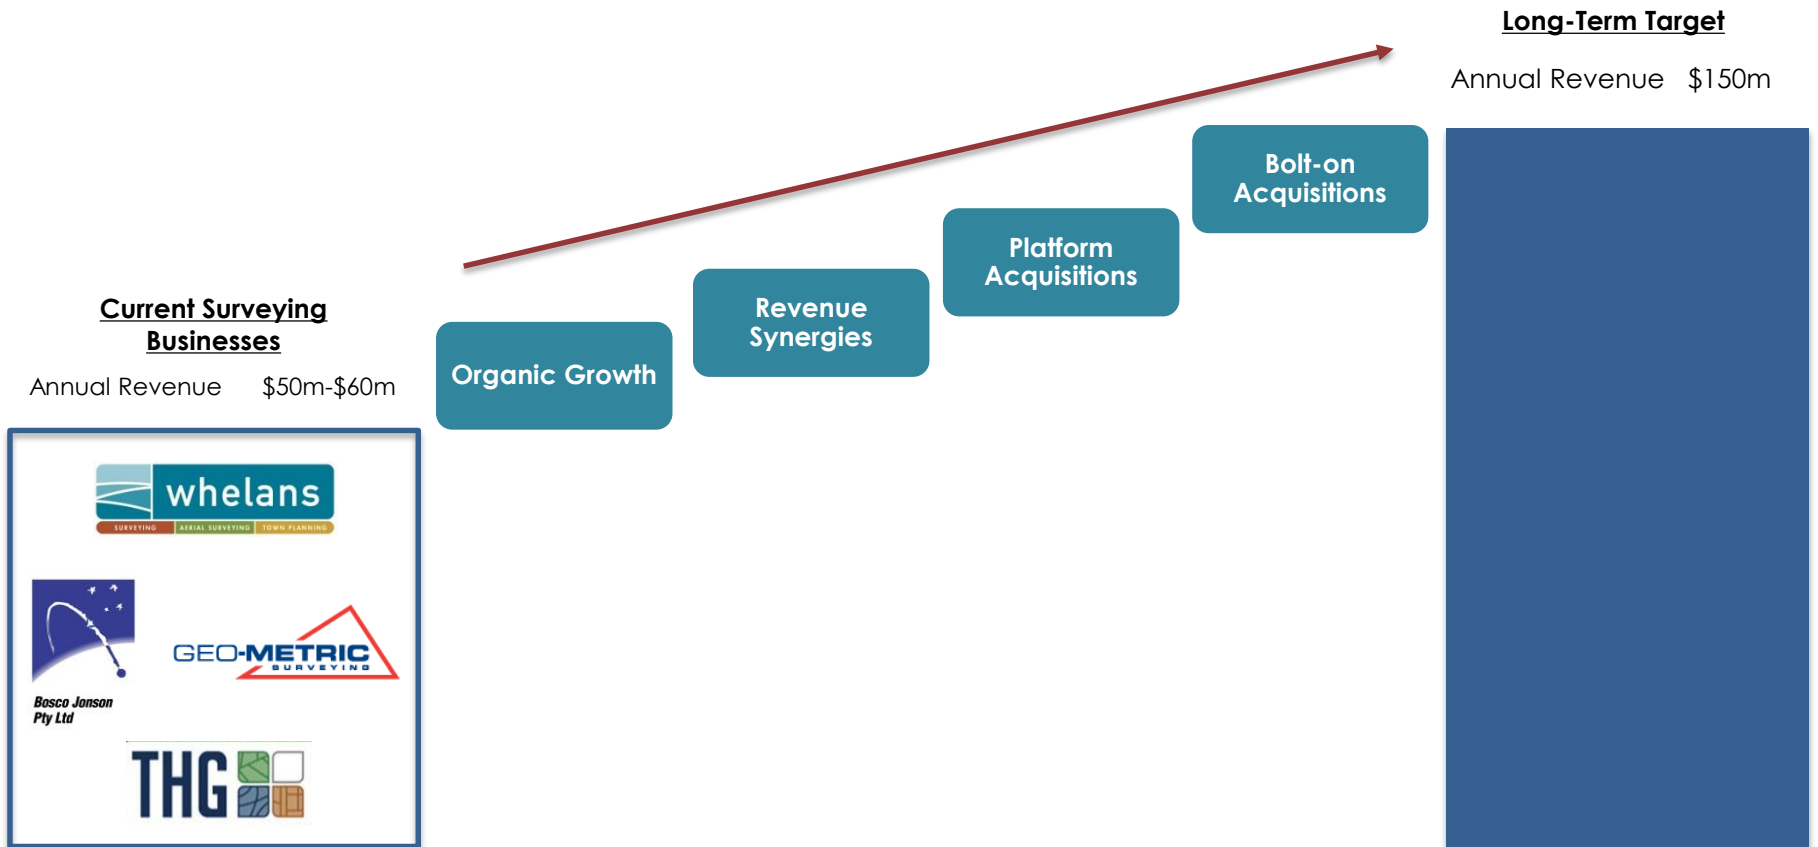 Long-Term Target
Annual Revenue $150m
Bolt-on
Acquisitions
Platform
Acquisitions
Revenue
Synergies
Organic Growth
Current Surveying
Businesses
Annual Revenue $50m-$60m
whelans
SURVEYING AERIAL SURVEYING TOWN PLANNING
GEO-METRIC
SURVEYING
Bosco Jonson
Pty Ltd
THG